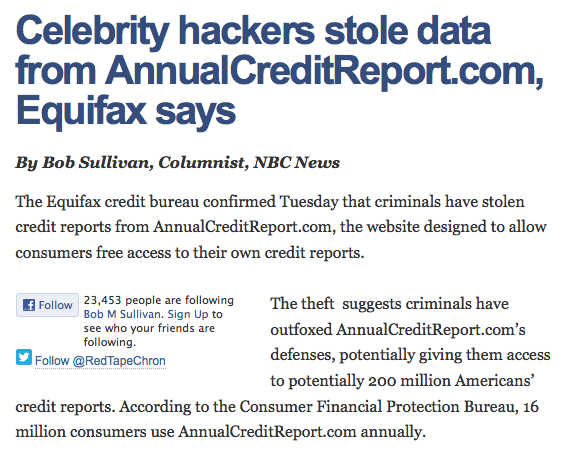 Celebrity hackers stole data
from AnnualCreditReport.com,
Equifax says
By Bob Sullivan, Columnist, NBC News
The Equifax credit bureau confirmed Tuesday that criminals have stolen
credit reports from AnnualCreditReport.com, the website designed to allow
consumers free access to their own credit reports.
f Follow
23,453 people are following
Bob M Sullivan. Sign Up to
see who your friends are
following.
Follow @RedTapeChron
The theft suggests criminals have
outfoxed AnnualCreditReport.com’s
defenses, potentially giving them access
to potentially 200 million Americans’
credit reports. According to the Consumer Financial Protection Bureau, 16
million consumers use AnnualCreditReport.com annually.